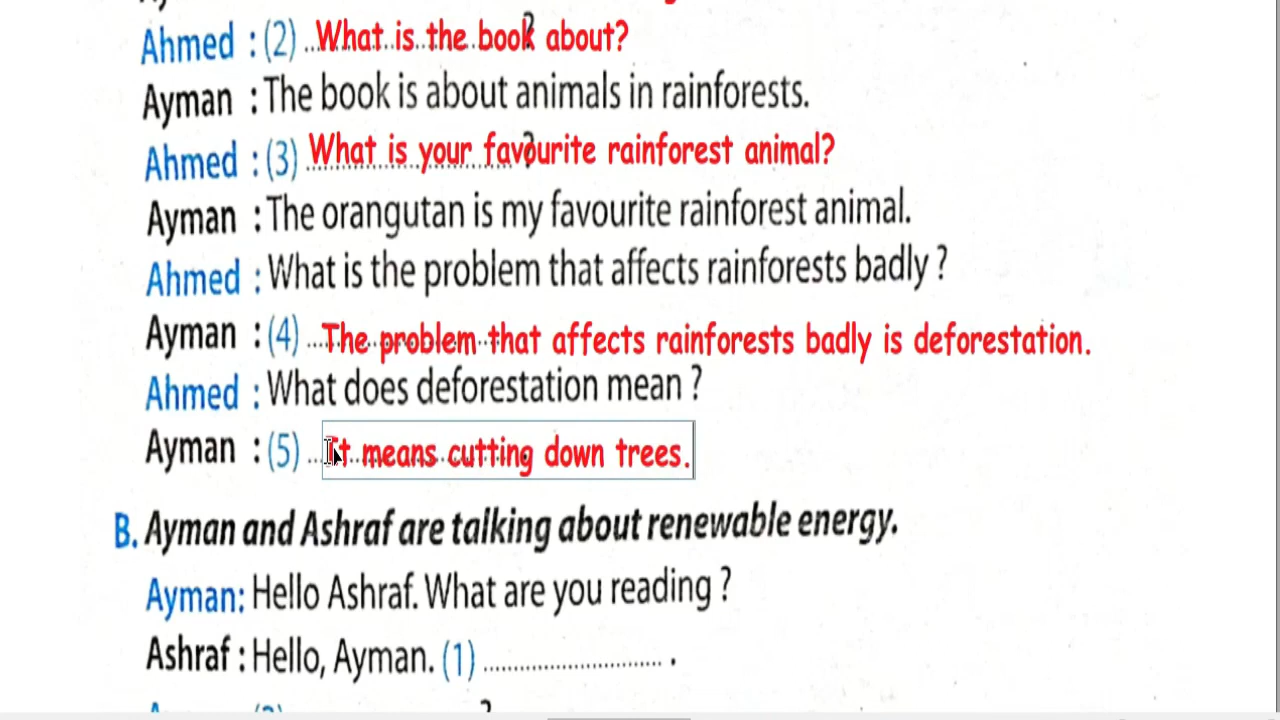 Ahmed : (2) ..What is the book about?
Ayman : The book is about animals in rainforests.
Ahmed : (3) What is your favourite rainforest animal?
Ayman : The orangutan is my favourite rainforest animal.
Ahmed : What is the problem that affects rainforests badly ?
Ayman : (4) ...The problem that affects rainforests badly is deforestation.
Ahmed : What does deforestation mean ?
Ayman : (5) ...It means cutting down trees.
B. Ayman and Ashraf are talking about renewable energy.
Ayman: Hello Ashraf. What are you reading ?
Ashraf : Hello, Ayman. (1) .............................. .